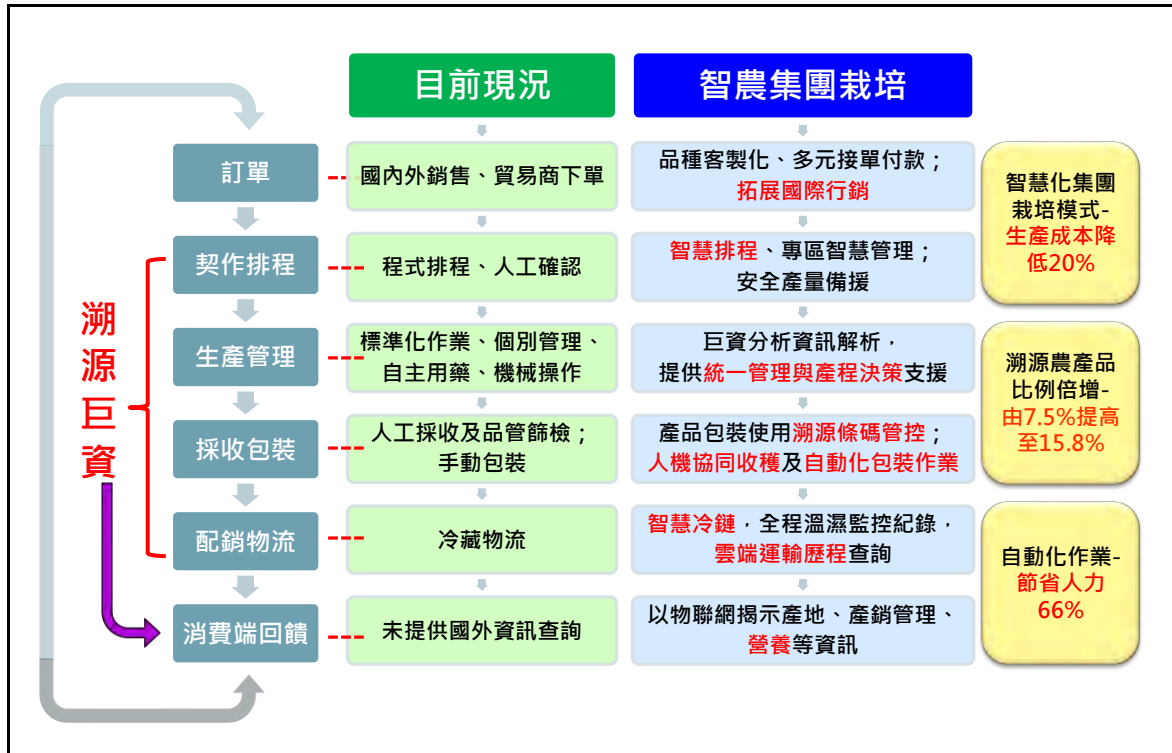 目前現況
智農集團栽培
訂單
國內外銷售、貿易商下單
品種客製化、多元接單付款；
拓展國際行銷
契作排程
程式排程、人工確認
智慧排程、專區智慧管理；
安全產量備援
生產管理
標準化作業、個別管理、
自主用藥、機械操作
巨資分析資訊解析，
提供統一管理與產程決策支援
採收包裝
人工採收及品管篩檢；
手動包裝
產品包裝使用溯源條碼管控；
人機協同收穫及自動化包裝作業
配銷物流
冷藏物流
智慧冷鏈，全程溫濕監控紀錄，
雲端運輸歷程查詢
消費端回饋
未提供國外資訊查詢
以物聯網揭示產地、產銷管理、
營養等資訊
溯源巨資
智慧化集團
栽培模式-
生產成本降
低20%
溯源農產品
比例倍增-
由7.5%提高
至15.8%
自動化作業-
節省人力
66%